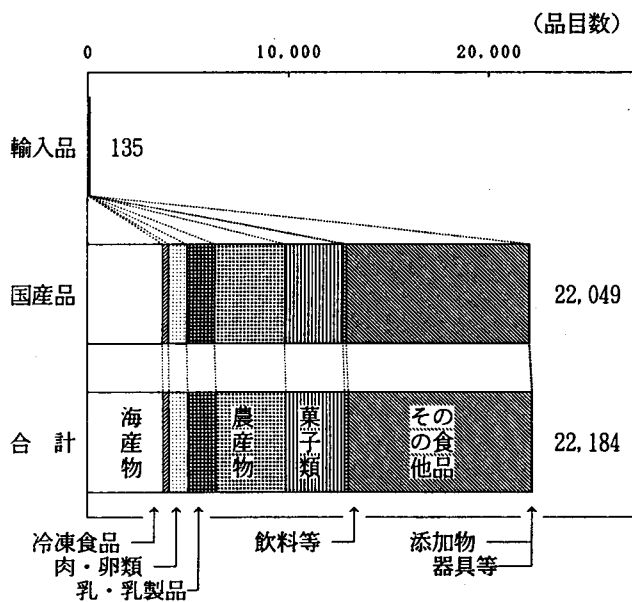 (品目数)
0 10,000 20,000
輸入品 135
国産品 22,049
合計 22,184
海産物
農産物
菓子類
その他の食品
冷凍食品
肉・卵類
乳・乳製品
飲料等
添加物
器具等